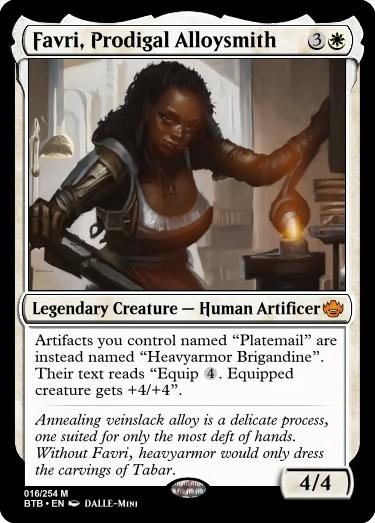 Favri, Prodigal Alloysmith 3
Legendary Creature — Human Artificer
Artifacts you control named “Platemail” are
instead named “Heavyarmor Brigandine”.
Their text reads “Equip 4. Equipped
creature gets +4/+4”.
Annealing veinslack alloy is a delicate process,
one suited for only the most deft of hands.
Without Favri, heavyarmor would only dress
the carvings of Tabar.
4/4
016/254 M
BTB • EN DALLE-Mini